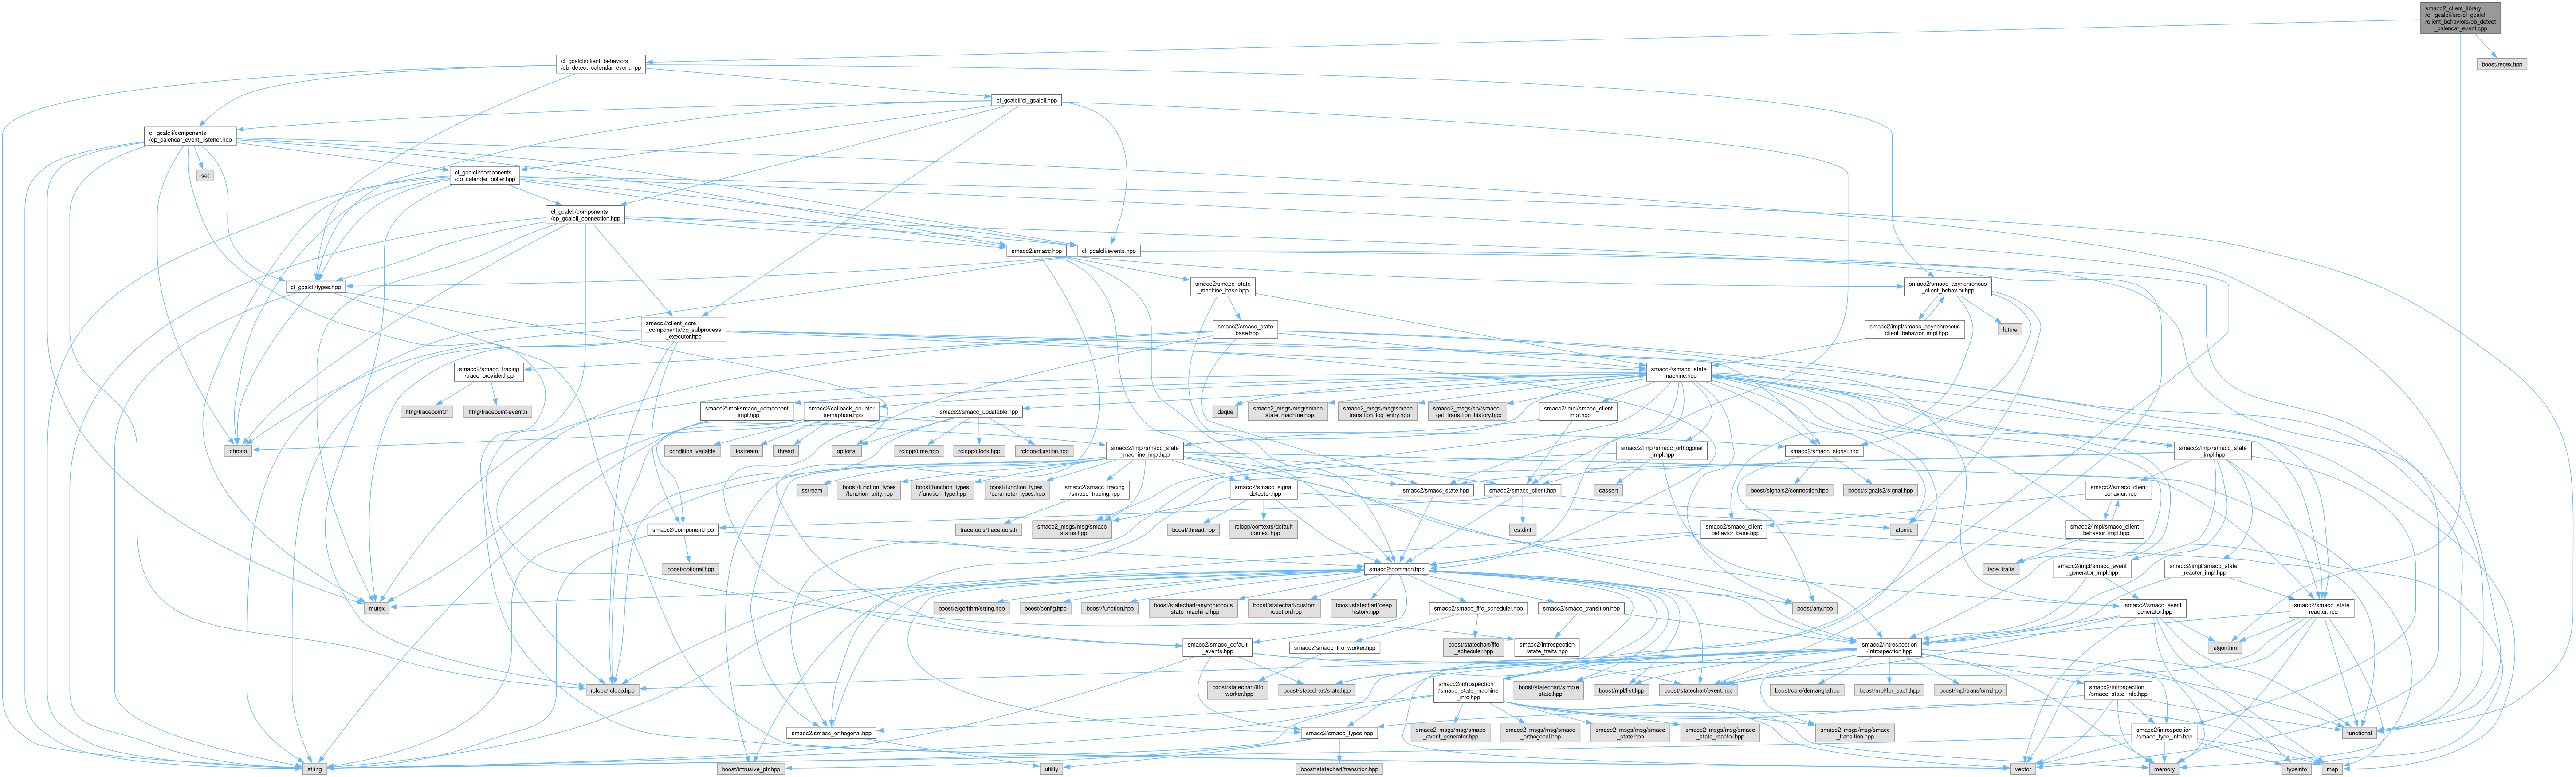 smacc2_client_library
/cl_gcalcli/src/cl_gcalcli
/client_behaviors/cb_detect
_calendar_event.cpp
cl_gcalcli/client_behaviors
/cb_detect_calendar_event.hpp
boost/regex.hpp
cl_gcalcli/cl_gcalcli.hpp
cl_gcalcli/components
/cp_calendar_event_listener.hpp
set
cl_gcalcli/components
/cp_calendar_poller.hpp
cl_gcalcli/components
/cp_gcalcli_connection.hpp
smacc2/smacc.hpp
cl_gcalcli/events.hpp
cl_gcalcli/types.hpp
smacc2/smacc_state
_machine_base.hpp
smacc2/smacc_asynchronous
_client_behavior.hpp
smacc2/client_core
_components/cp_subprocess
_executor.hpp
smacc2/smacc_state
_base.hpp
smacc2/impl/smacc_asynchronous
_client_behavior_impl.hpp
future
smacc2/smacc_tracing
/trace_provider.hpp
smacc2/smacc_state
_machine.hpp
lttng/tracepoint.h
lttng/tracepoint-event.h
smacc2/impl/smacc_component
_impl.hpp
smacc2/callback_counter
_semaphore.hpp
smacc2/smacc_updatable.hpp
deque
smacc2_msgs/msg/smacc
_state_machine.hpp
smacc2_msgs/msg/smacc
_transition_log_entry.hpp
smacc2_msgs/srv/smacc
_get_transition_history.hpp
smacc2/impl/smacc_client
_impl.hpp
chrono
condition_variable
iostream
thread
optional
rclcpp/time.hpp
rclcpp/clock.hpp
rclcpp/duration.hpp
smacc2/impl/smacc_state
_machine_impl.hpp
smacc2/impl/smacc_orthogonal
_impl.hpp
smacc2/smacc_signal.hpp
smacc2/impl/smacc_state
_impl.hpp
sstream
boost/function_types
/function_arity.hpp
boost/function_types
/function_type.hpp
boost/function_types
/parameter_types.hpp
smacc2/smacc_tracing
/smacc_tracing.hpp
smacc2/smacc_signal
_detector.hpp
cassert
smacc2/smacc_state.hpp
smacc2/smacc_client.hpp
boost/signals2/connection.hpp
boost/signals2/signal.hpp
smacc2/smacc_client
_behavior.hpp
smacc2/component.hpp
tracetools/tracetools.h
smacc2_msgs/msg/smacc
_status.hpp
boost/thread.hpp
rclcpp/contexts/default
_context.hpp
cstdint
smacc2/smacc_client
_behavior_base.hpp
atomic
smacc2/impl/smacc_client
_behavior_impl.hpp
boost/optional.hpp
smacc2/common.hpp
type_traits
smacc2/impl/smacc_event
_generator_impl.hpp
smacc2/impl/smacc_state
_reactor_impl.hpp
mutex
boost/algorithm/string.hpp
boost/config.hpp
boost/function.hpp
boost/statechart/asynchronous
_state_machine.hpp
boost/statechart/custom
_reaction.hpp
boost/statechart/deep
_history.hpp
smacc2/smacc_fifo_scheduler.hpp
smacc2/smacc_transition.hpp
boost/any.hpp
smacc2/smacc_event
_generator.hpp
smacc2/smacc_state
_reactor.hpp
smacc2/smacc_default
_events.hpp
smacc2/smacc_fifo_worker.hpp
boost/statechart/fifo
_scheduler.hpp
smacc2/introspection
/state_traits.hpp
smacc2/introspection
/introspection.hpp
algorithm
rclcpp/rclcpp.hpp
boost/statechart/fifo
_worker.hpp
boost/statechart/state.hpp
smacc2/introspection
/smacc_state_machine
_info.hpp
boost/statechart/simple
_state.hpp
boost/mpl/list.hpp
boost/statechart/event.hpp
boost/core/demangle.hpp
boost/mpl/for_each.hpp
boost/mpl/transform.hpp
smacc2/introspection
/smacc_state_info.hpp
smacc2/smacc_orthogonal.hpp
smacc2/smacc_types.hpp
smacc2_msgs/msg/smacc
_event_generator.hpp
smacc2_msgs/msg/smacc
_orthogonal.hpp
smacc2_msgs/msg/smacc
_state.hpp
smacc2_msgs/msg/smacc
_state_reactor.hpp
smacc2_msgs/msg/smacc
_transition.hpp
smacc2/introspection
/smacc_type_info.hpp
functional
string
boost/intrusive_ptr.hpp
utility
boost/statechart/transition.hpp
vector
memory
typeinfo
map